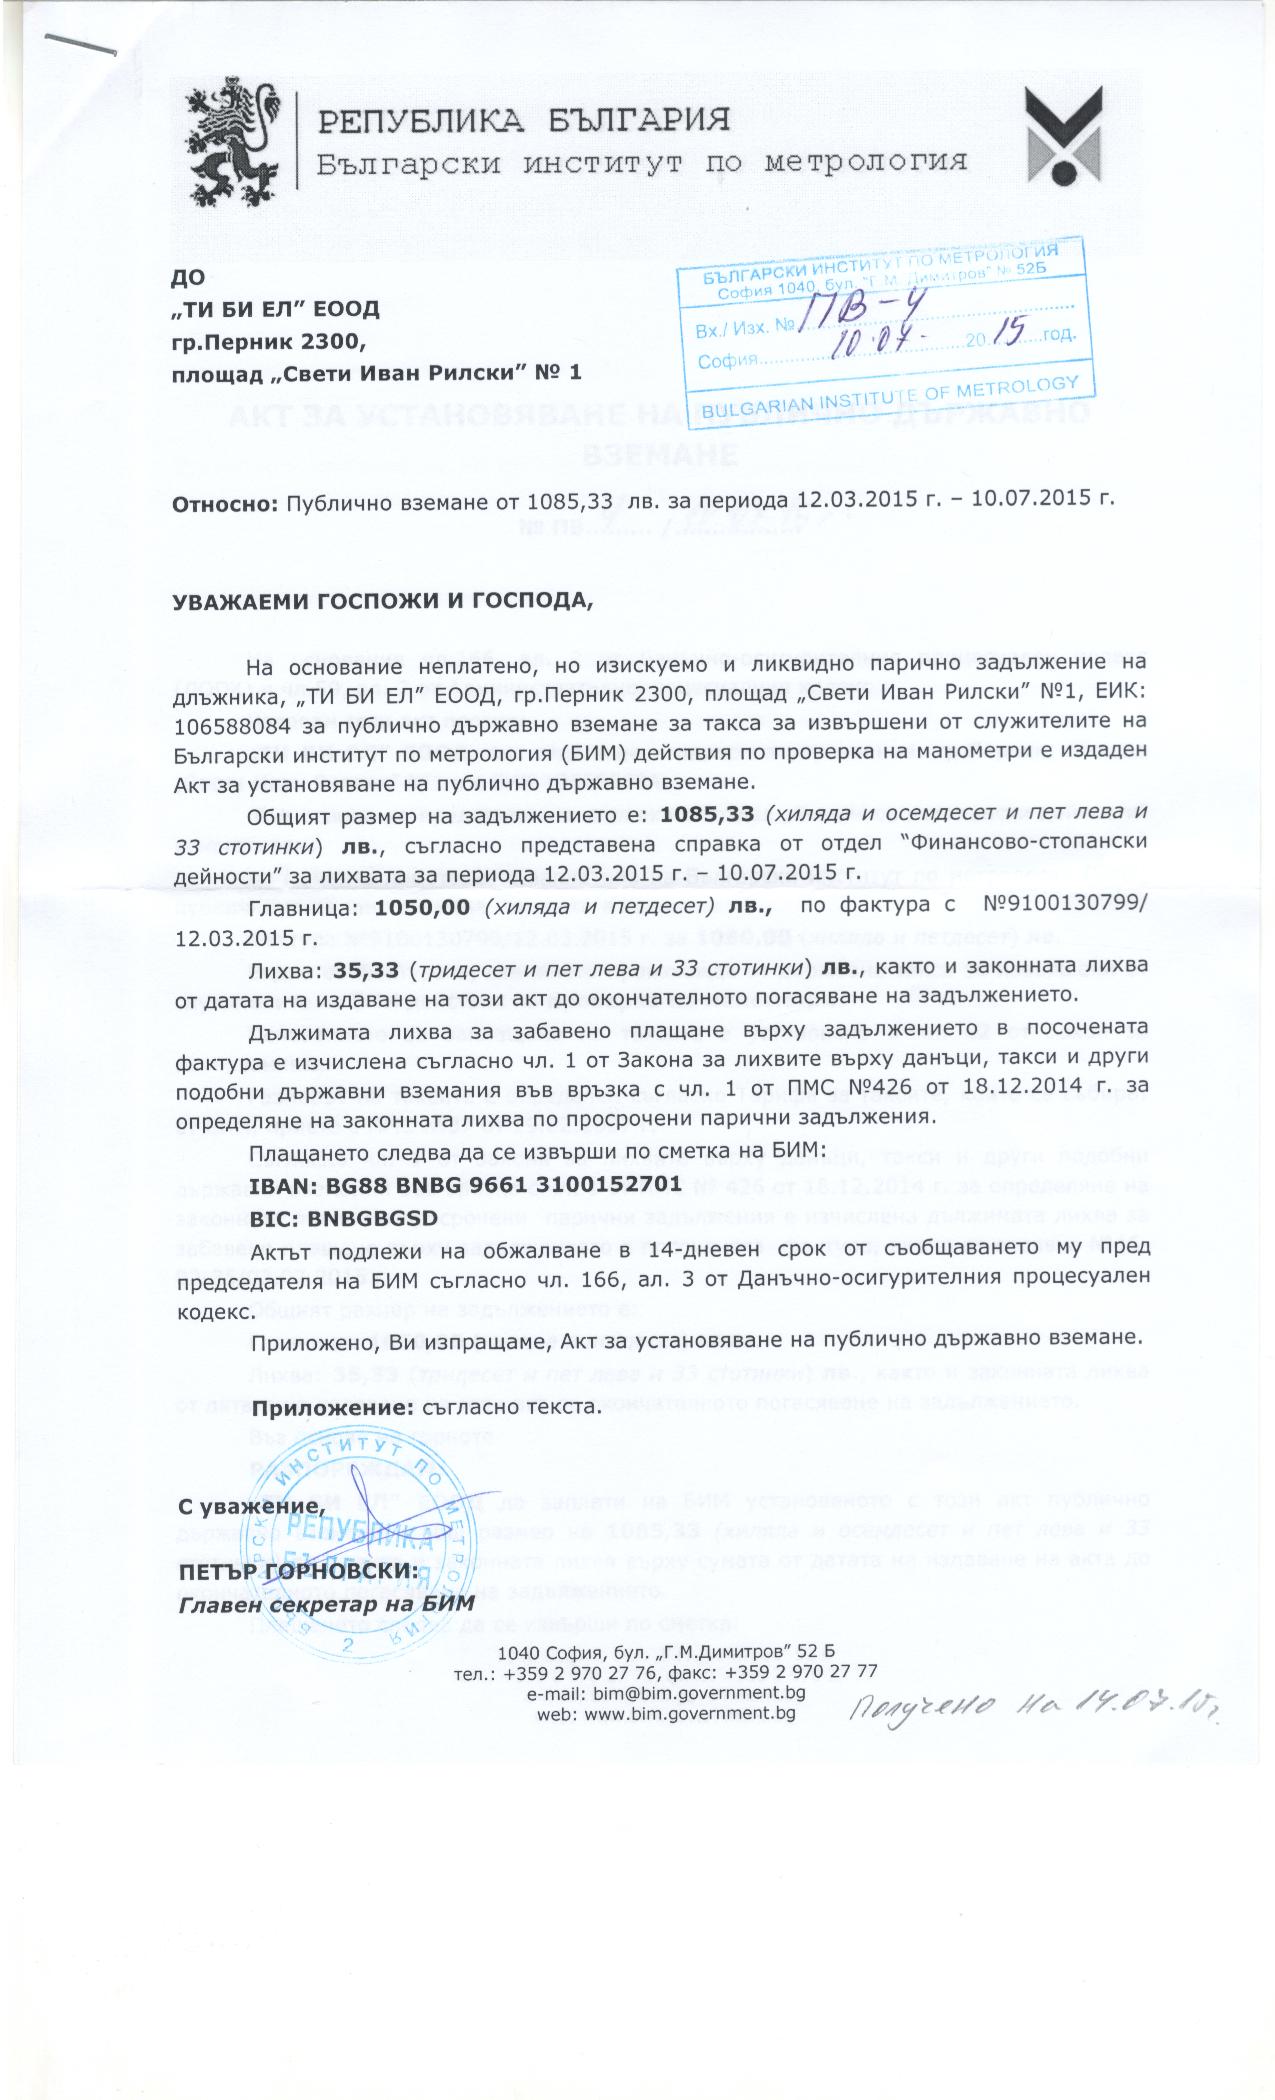 РЕПУБЛИКА БЪЛГАРИЯ
Български институт по метрология
БЪЛГАРСКИ ИНСТИТУТ ПО МЕТРОЛОГИЯ
София 1040, бул. "Г.М. Димитров" № 52Б
Вх./ Изх. № ПВ-4
София 10.07. 2015 год.
BULGARIAN INSTITUTE OF METROLOGY
ДО
„ТИ БИ ЕЛ” ЕООД
гр.Перник 2300,
площад „Свети Иван Рилски” № 1
АКТ ЗА УСТАНОВЯВАНЕ НА ПУБЛИЧНО ДЪРЖАВНО
ВЗЕМАНЕ
Относно: Публично вземане от 1085,33 лв. за периода 12.03.2015 г. – 10.07.2015 г.
УВАЖАЕМИ ГОСПОЖИ И ГОСПОДА,
На основание неплатено, но изискуемо и ликвидно парично задължение на
длъжника, „ТИ БИ ЕЛ” ЕООД, гр.Перник 2300, площад „Свети Иван Рилски” №1, ЕИК:
106588084 за публично държавно вземане за такса за извършени от служителите на
Български институт по метрология (БИМ) действия по проверка на манометри е издаден
Акт за установяване на публично държавно вземане.
Общият размер на задължението е: 1085,33 (хиляда и осемдесет и пет лева и
33 стотинки) лв., съгласно представена справка от отдел “Финансово-стопански
дейности” за лихвата за периода 12.03.2015 г. – 10.07.2015 г.
Главница: 1050,00 (хиляда и петдесет) лв., по фактура с №9100130799/
12.03.2015 г.
Лихва: 35,33 (тридесет и пет лева и 33 стотинки) лв., както и законната лихва
от датата на издаване на този акт до окончателното погасяване на задължението.
Дължимата лихва за забавено плащане върху задължението в посочената
фактура е изчислена съгласно чл. 1 от Закона за лихвите върху данъци, такси и други
подобни държавни вземания във връзка с чл. 1 от ПМС №426 от 18.12.2014 г. за
определяне на законната лихва по просрочени парични задължения.
Плащането следва да се извърши по сметка на БИМ:
IBAN: BG88 BNBG 9661 3100152701
BIC: BNBGBGSD
Актът подлежи на обжалване в 14-дневен срок от съобщаването му пред
председателя на БИМ съгласно чл. 166, ал. 3 от Данъчно-осигурителния процесуален
кодекс.
Приложено, Ви изпращаме, Акт за установяване на публично държавно вземане.
Приложение: съгласно текста.
С уважение,
РЕПУБЛИКА
БЪЛГАРИЯ
ПЕТЪР ГОРНОВСКИ:
Главен секретар на БИМ
1040 София, бул. „Г.М.Димитров” 52 Б
тел.: +359 2 970 27 76, факс: +359 2 970 27 77
e-mail: bim@bim.government.bg
web: www.bim.government.bg
Получено на 14.07.15г.